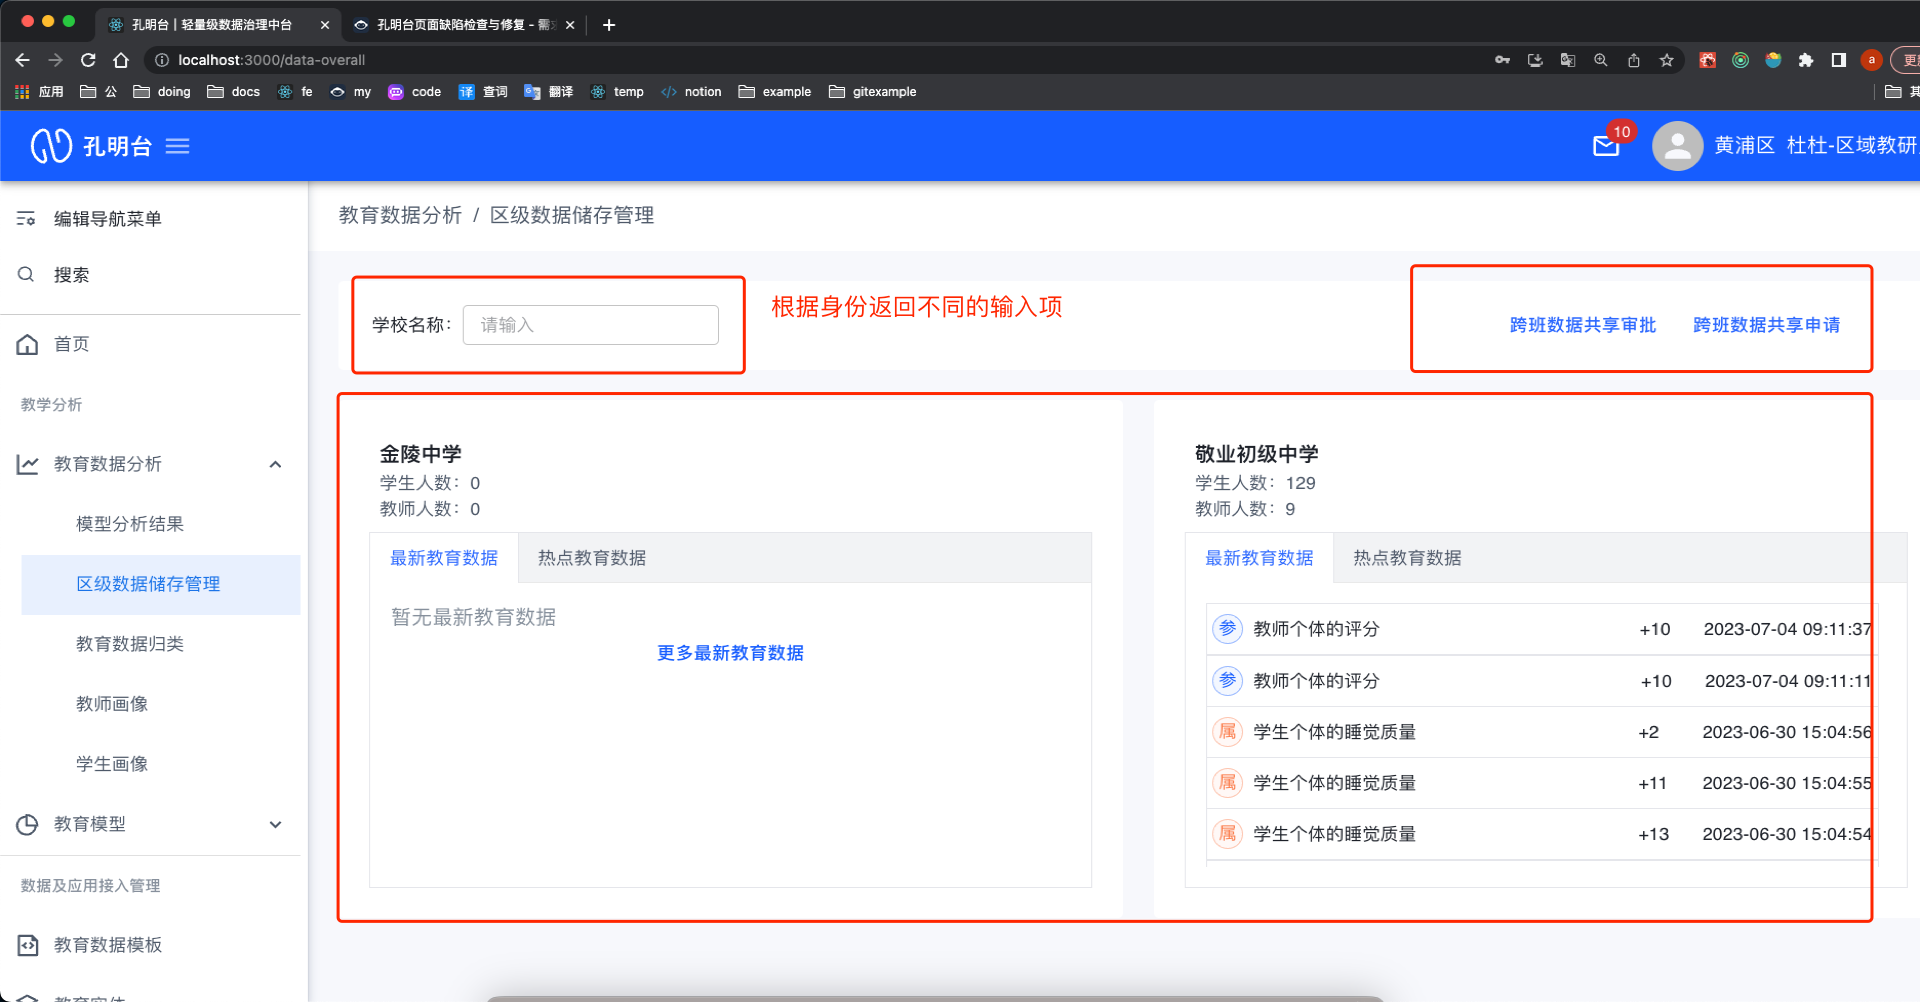 孔明台 | 轻量级数据治理中台
孔明台页面缺陷检查与修复 - 需
localhost:3000/data-overall
a
更
应用
公
doing
docs
fe
my
code
查词
翻译
temp
notion
example
gitexample
其
孔明台
10
黄浦区 杜杜-区域教研
编辑导航菜单
搜索
首页
教学分析
教育数据分析
模型分析结果
区级数据储存管理
教育数据归类
教师画像
学生画像
教育模型
数据及应用接入管理
教育数据模板
教育实体
教育数据分析 / 区级数据储存管理
学校名称： 请输入
根据身份返回不同的输入项
跨班数据共享审批 跨班数据共享申请
金陵中学
学生人数：0
教师人数：0
最新教育数据 热点教育数据
暂无最新教育数据
更多最新教育数据
敬业初级中学
学生人数：129
教师人数：9
最新教育数据 热点教育数据
参 教师个体的评分 +10 2023-07-04 09:11:37
参 教师个体的评分 +10 2023-07-04 09:11:11
属 学生个体的睡觉质量 +2 2023-06-30 15:04:56
属 学生个体的睡觉质量 +11 2023-06-30 15:04:55
属 学生个体的睡觉质量 +13 2023-06-30 15:04:54